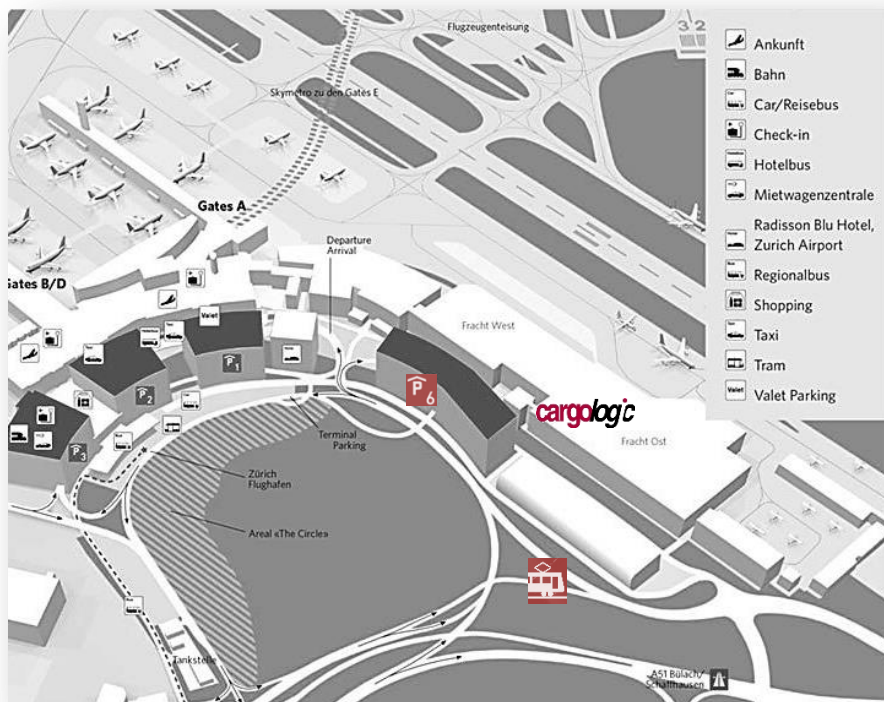 Flugzeugenteisung
32
Skymetro zu den Gates E
Gates A
Departure
Arrival
Gates B/D
Valet
Fracht West
P 6
P 1
P 2
P 3
cargologic
Fracht Ost
Terminal
Parking
Zürich
Flughafen
Areal «The Circle»
Tankstelle
A51 Bülach/
Schaffhausen
Ankunft
Bahn
Car/Reisebus
Check-in
Hotelbus
Mietwagenzentrale
Radisson Blu Hotel,
Zurich Airport
Regionalbus
Shopping
Taxi
Tram
Valet Parking